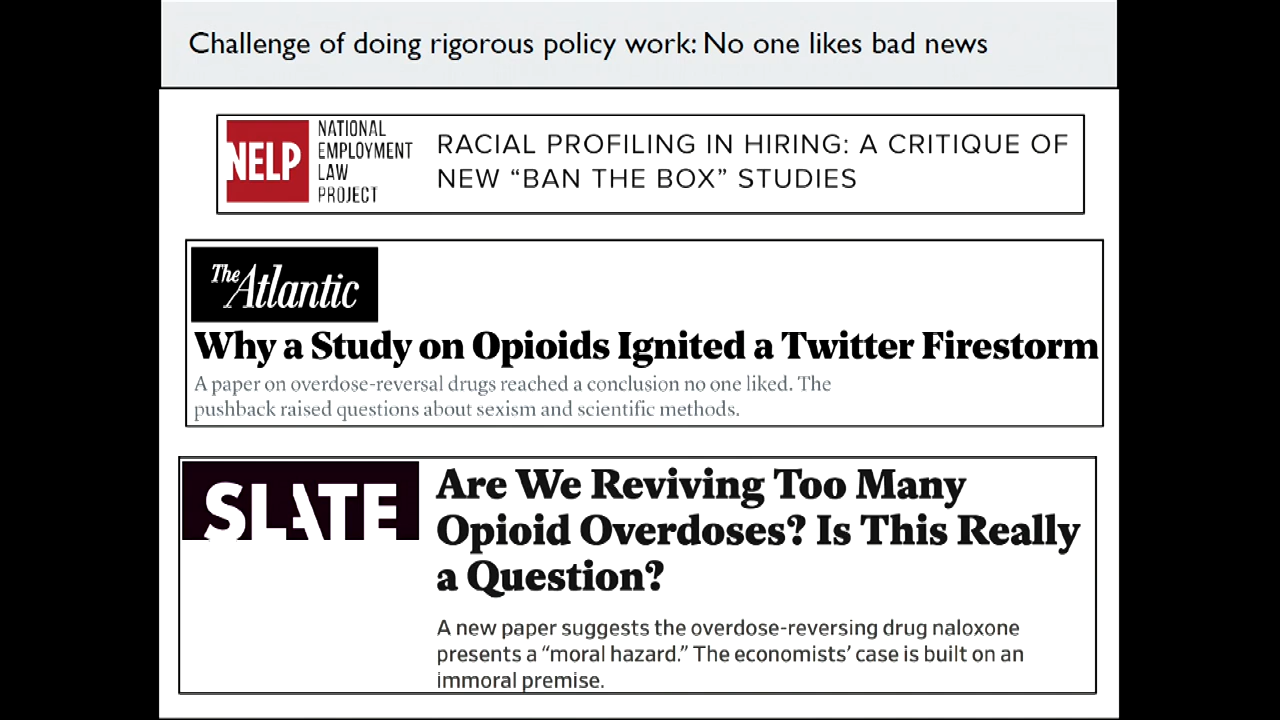 Challenge of doing rigorous policy work: No one likes bad news
NELP
NATIONAL
EMPLOYMENT
LAW
PROJECT
RACIAL PROFILING IN HIRING: A CRITIQUE OF
NEW “BAN THE BOX” STUDIES
The Atlantic
Why a Study on Opioids Ignited a Twitter Firestorm
A paper on overdose-reversal drugs reached a conclusion no one liked. The
pushback raised questions about sexism and scientific methods.
SLATE
Are We Reviving Too Many
Opioid Overdoses? Is This Really
a Question?
A new paper suggests the overdose-reversing drug naloxone
presents a “moral hazard.” The economists’ case is built on an
immoral premise.